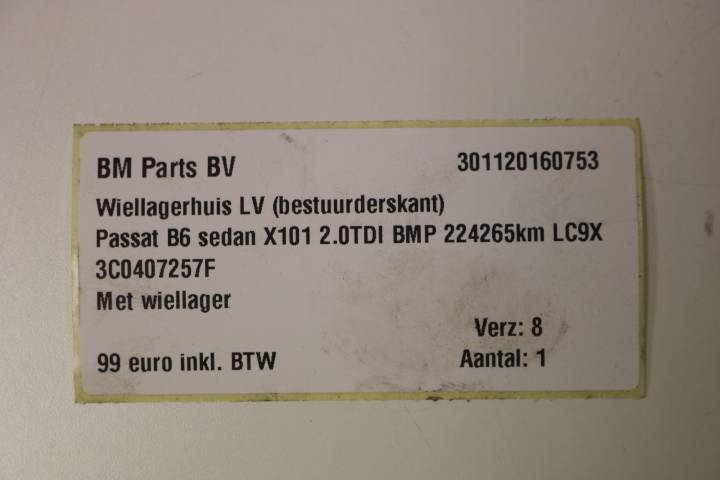 BM Parts BV 301120160753
Wiellagerhuis LV (bestuurderskant)
Passat B6 sedan X101 2.0TDI BMP 224265km LC9X
3C0407257F
Met wiellager
Verz: 8
99 euro inkl. BTW Aantal: 1